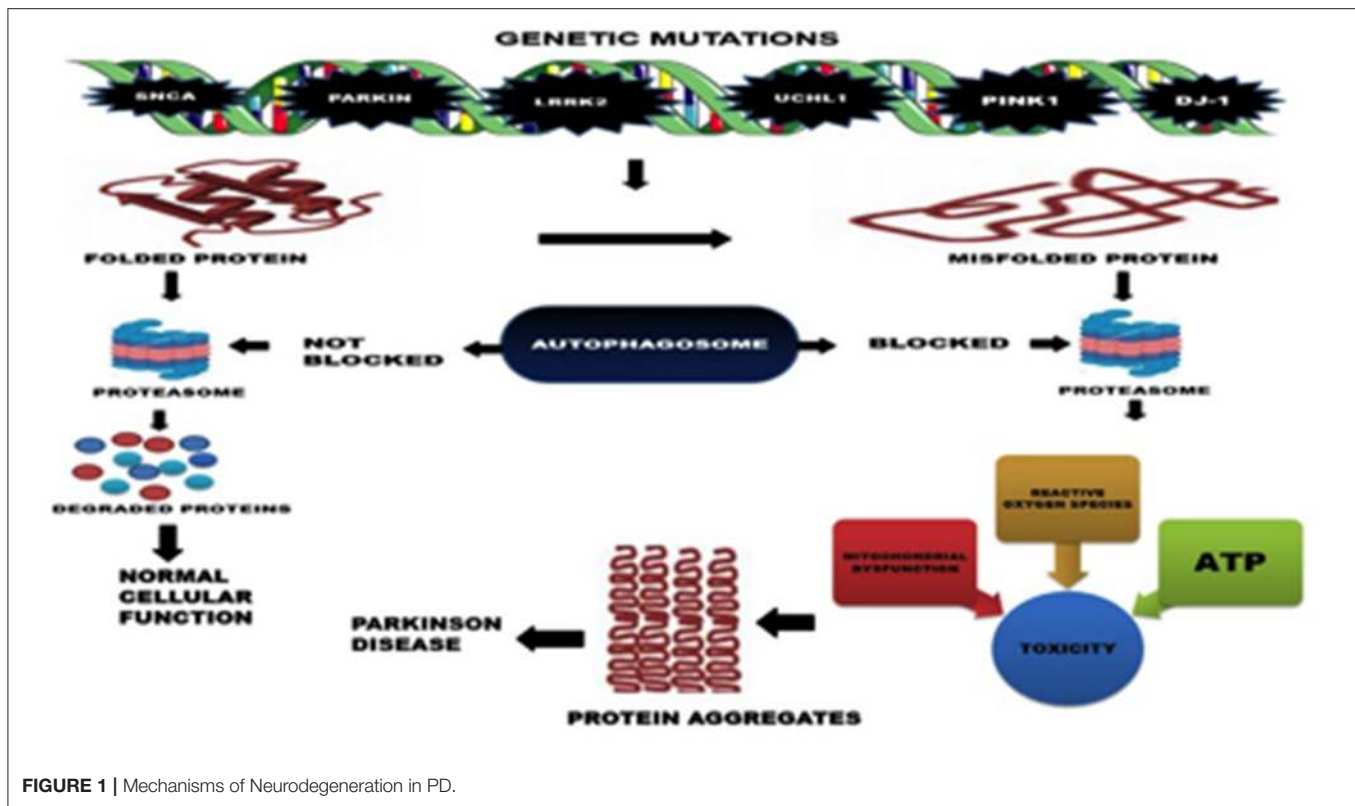 GENETIC MUTATIONS
SNCA
PARKIN
LRRK2
UCHL1
PINK1
DJ-1
FOLDED PROTEIN
MISFOLDED PROTEIN
NOT
BLOCKED
AUTOPHAGOSOME
BLOCKED
PROTEASOME
PROTEASOME
DEGRADED PROTEINS
NORMAL
CELLULAR
FUNCTION
REACTIVE
OXYGEN SPECIES
MITOCHONDRIAL
DYSFUNCTION
ATP
TOXICITY
PARKINSON
DISEASE
PROTEIN AGGREGATES
FIGURE 1 | Mechanisms of Neurodegeneration in PD.